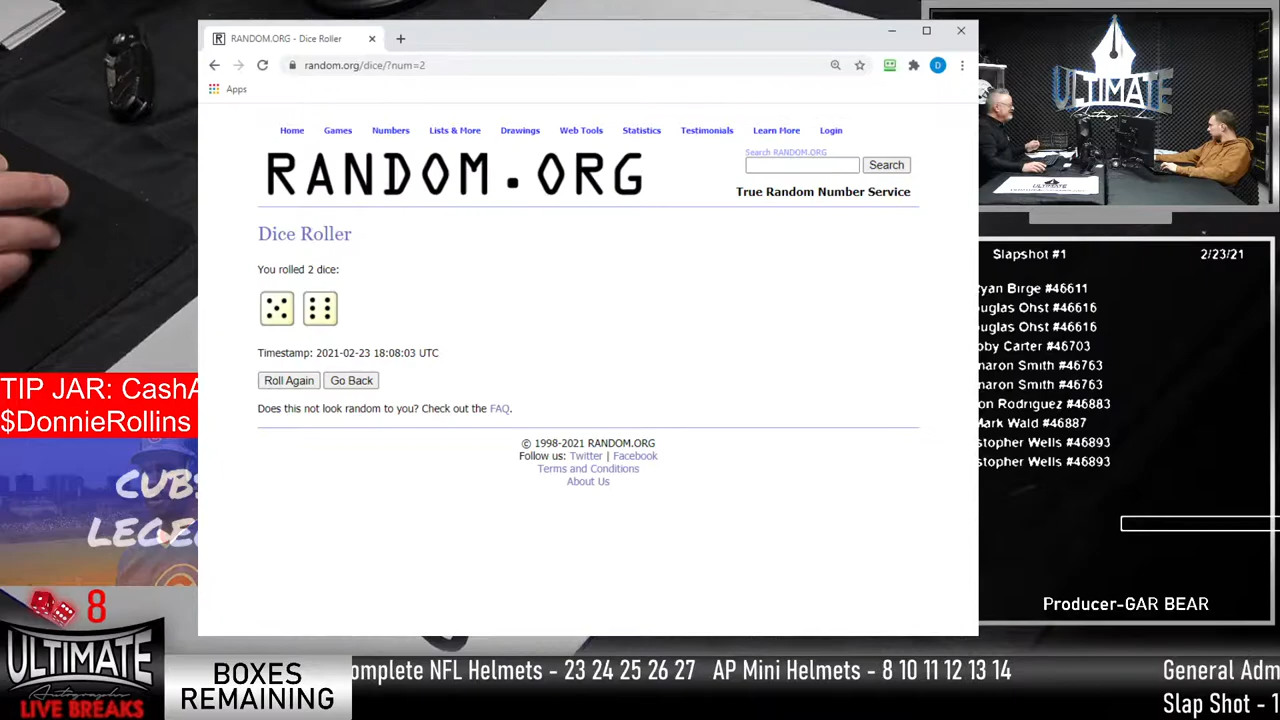 RANDOM.ORG - Dice Roller
random.org/dice/?num=2
D
Apps
Home Games Numbers Lists & More Drawings Web Tools Statistics Testimonials Learn More Login
RANDOM.ORG
Search RANDOM.ORG
Search
True Random Number Service
Dice Roller
You rolled 2 dice:
Timestamp: 2021-02-23 18:08:03 UTC
Roll Again Go Back
Does this not look random to you? Check out the FAQ.
© 1998-2021 RANDOM.ORG
Follow us: Twitter | Facebook
Terms and Conditions
About Us
ULTIMATE
Autographs
ULTIMATE
Slapshot #1 2/23/21
yan Birge #46611
uglas Ohst #46616
uglas Ohst #46616
by Carter #46703
naron Smith #46763
naron Smith #46763
on Rodriguez #46883
Mark Wald #46887
stopher Wells #46893
stopher Wells #46893
Producer-GAR BEAR
TIP JAR: CashA
$DonnieRollins
CUBS
LEGE
8
ULTIMATE
Autographs
LIVE BREAKS
BOXES
REMAINING
omplete NFL Helmets - 23 24 25 26 27 AP Mini Helmets - 8 10 11 12 13 14
General Adm
Slap Shot - 1